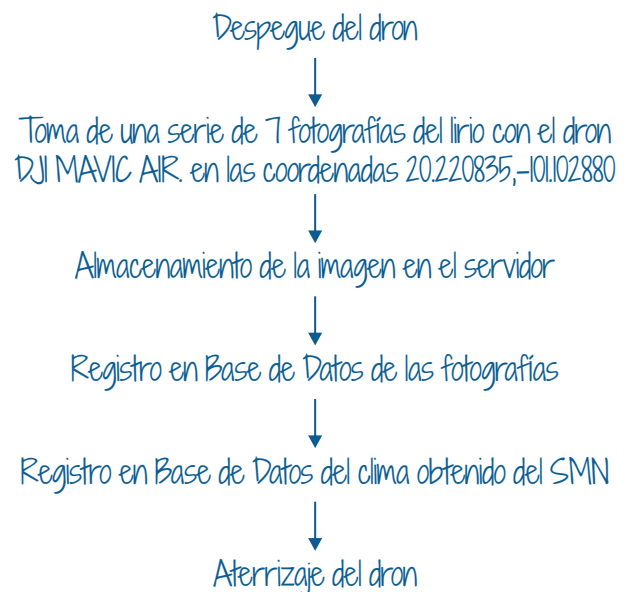 Despegue del dron
Toma de una serie de 7 fotografías del lirio con el dron
DJI MAVIC AIR. en las coordenadas 20.220835,-101.102880
Almacenamiento de la imagen en el servidor
Registro en Base de Datos de las fotografías
Registro en Base de Datos del clima obtenido del SMN
Aterrizaje del dron